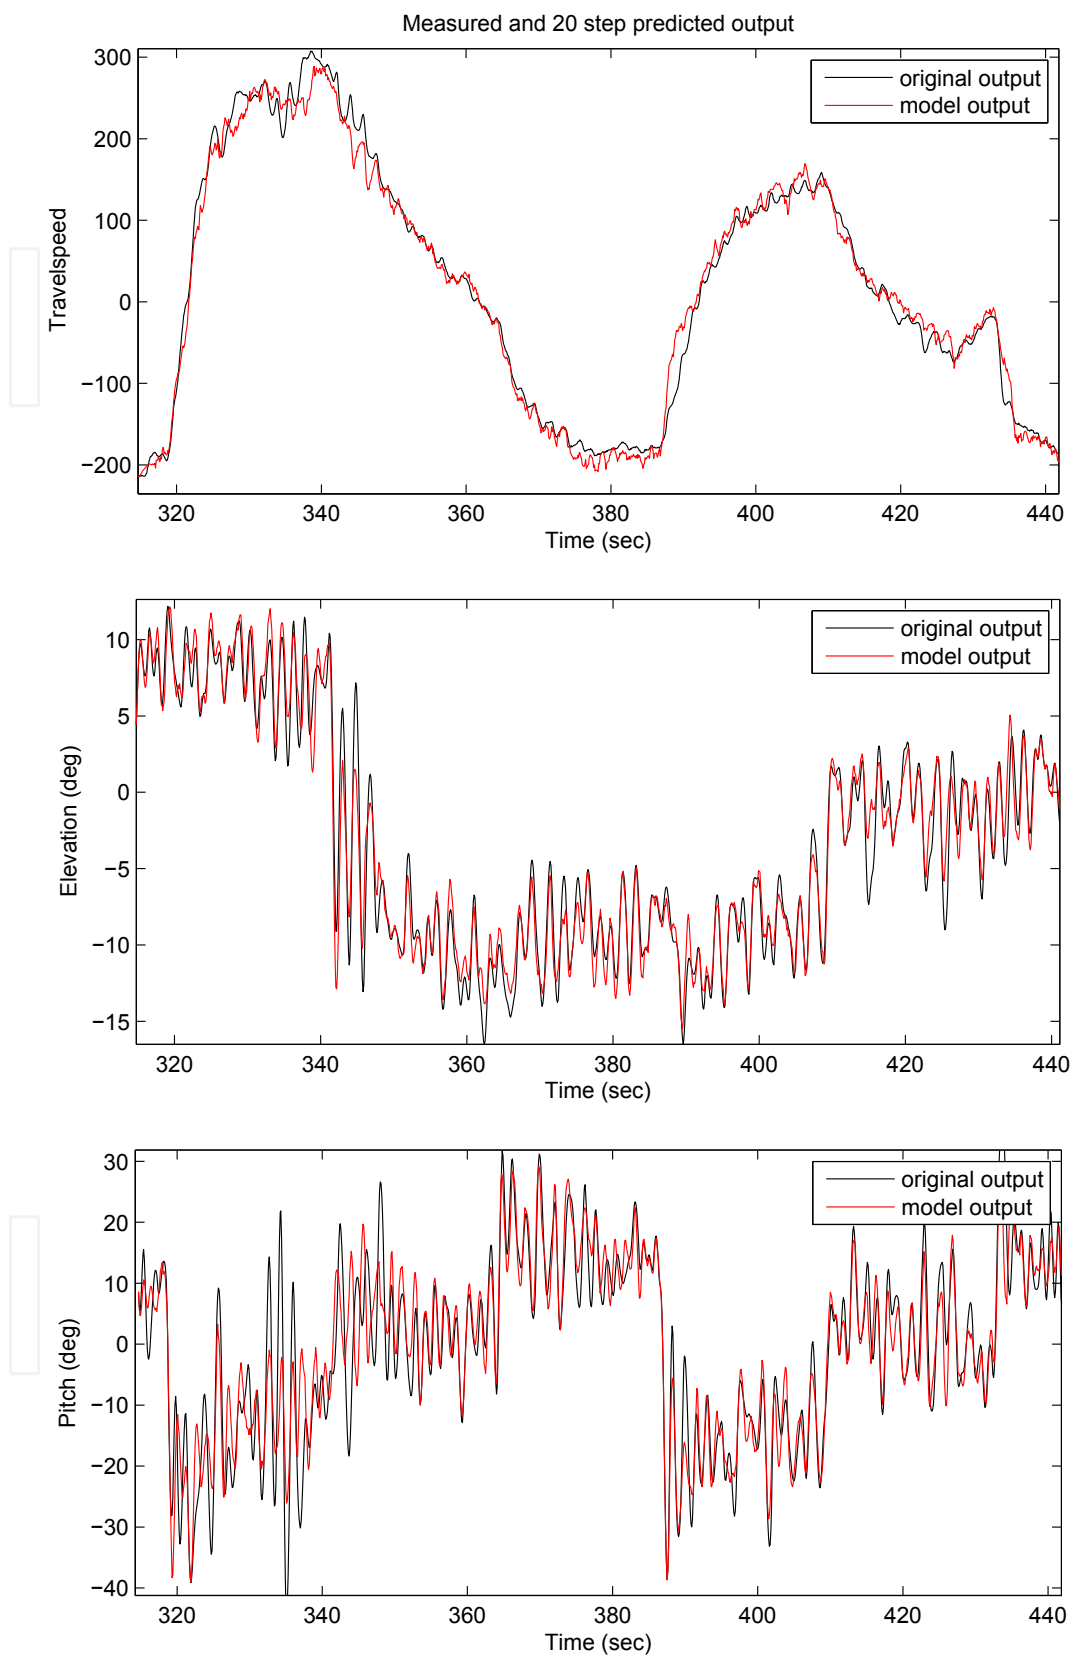 Measured and 20 step predicted output
300
200
100
0
−100
−200
Travelspeed
original output
model output
320 340 360 380 400 420 440
Time (sec)
10
5
0
−5
−10
−15
Elevation (deg)
original output
model output
320 340 360 380 400 420 440
Time (sec)
30
20
10
0
−10
−20
−30
−40
Pitch (deg)
original output
model output
320 340 360 380 400 420 440
Time (sec)